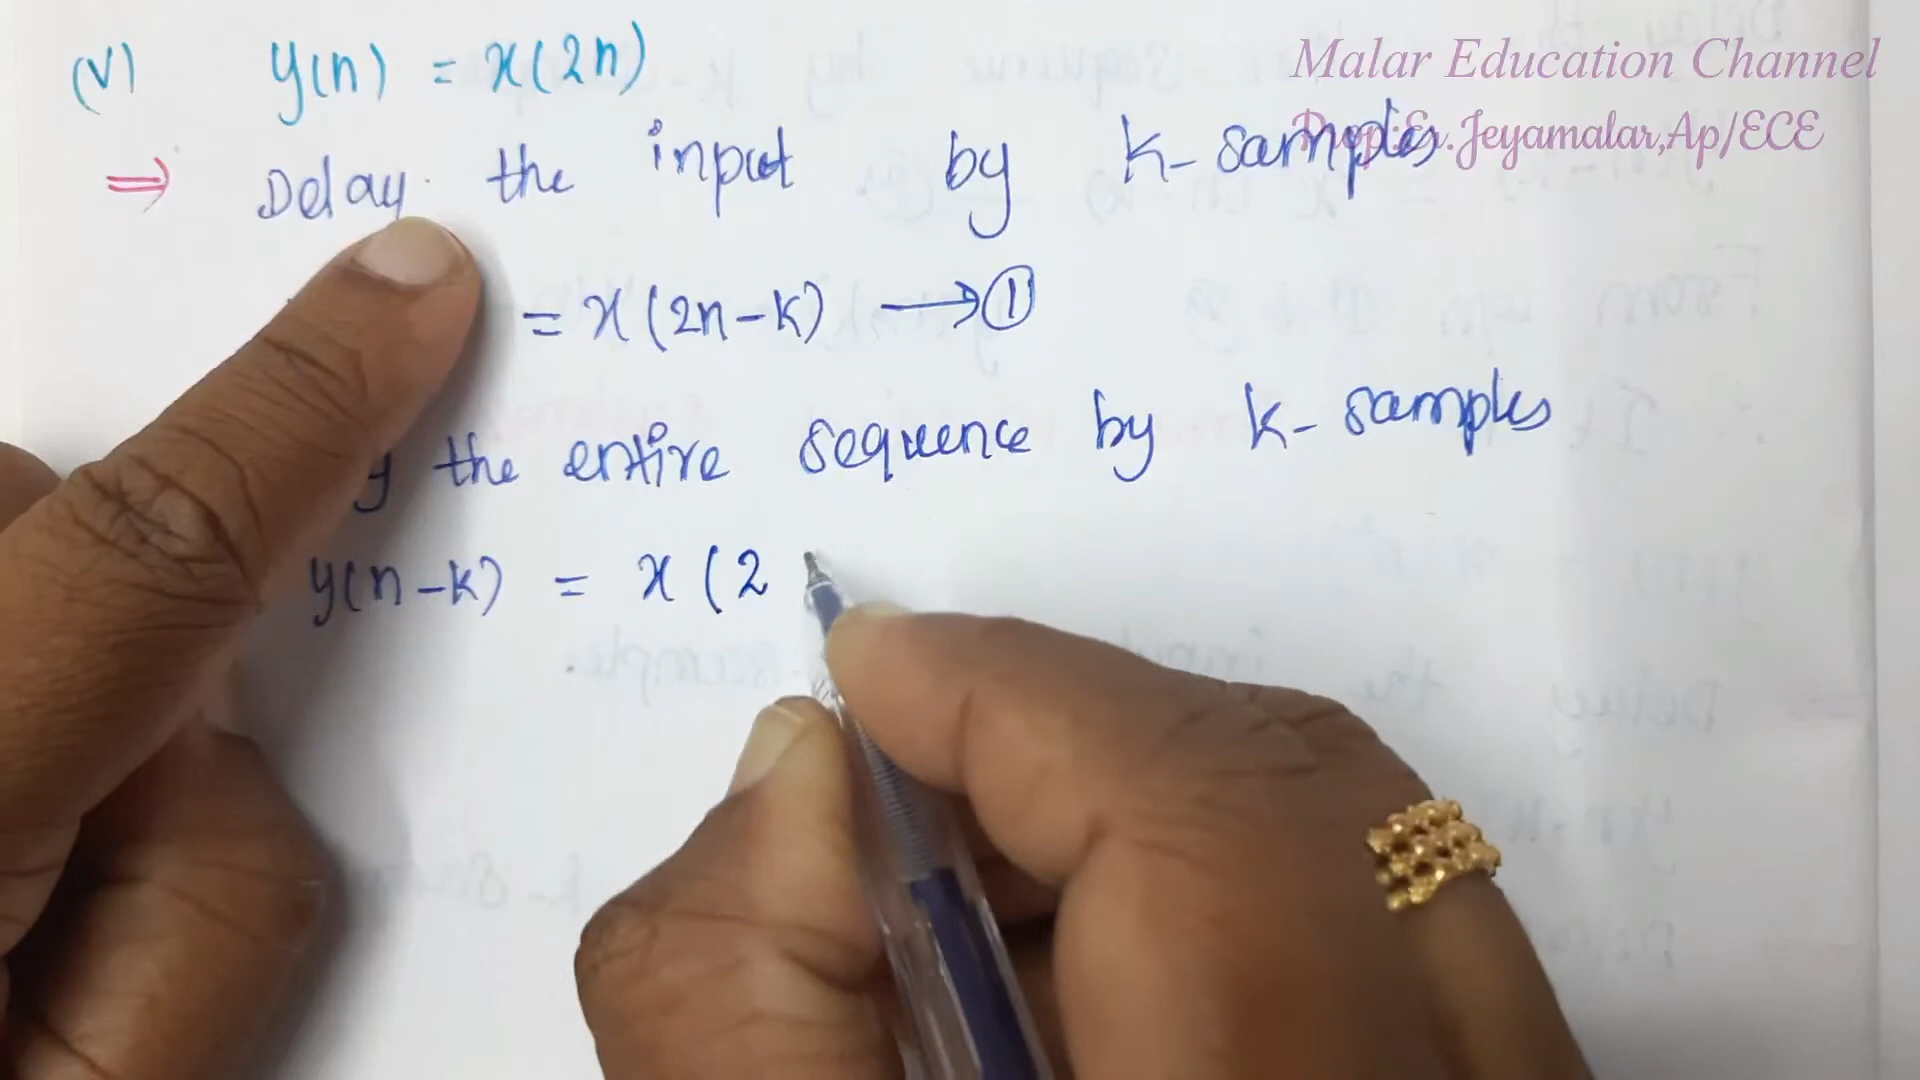 (V) y(n) = x(2n)
Malar Education Channel
⇒ Delay the input by k-samples
Jeyamalar,Ap/ECE
= x(2n-k) → ①
the entire sequence by k-samples
y(n-k) = x(2